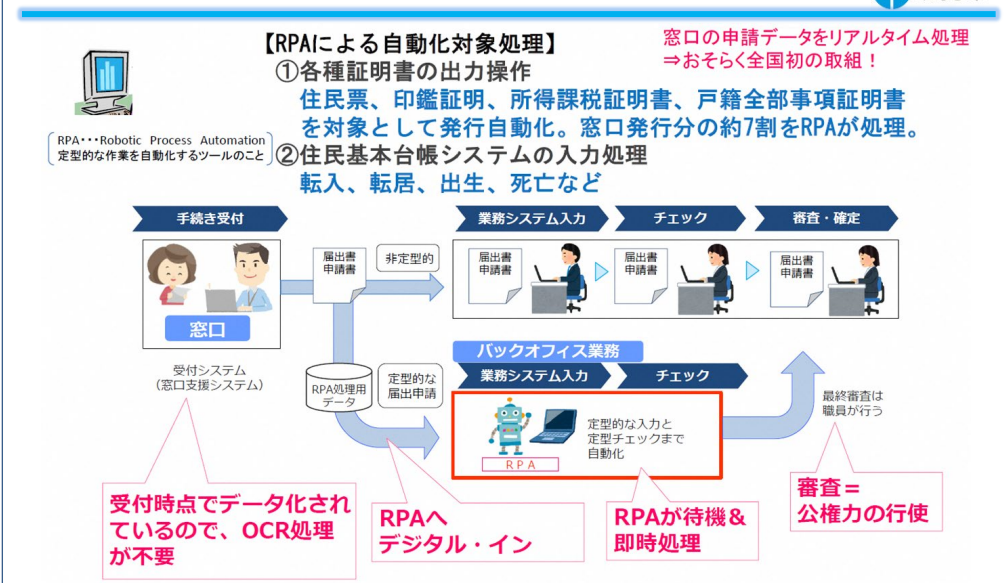 【RPAによる自動化対象処理】
窓口の申請データをリアルタイム処理
⇒おそらく全国初の取組！
①各種証明書の出力操作
住民票、印鑑証明、所得課税証明書、戸籍全部事項証明書
を対象として発行自動化。窓口発行分の約7割をRPAが処理。
RPA・・・Robotic Process Automation
定型的な作業を自動化するツールのこと
②住民基本台帳システムの入力処理
転入、転居、出生、死亡など
手続き受付
業務システム入力
チェック
審査・確定
届出書
申請書
非定型的
届出書
申請書
届出書
申請書
届出書
申請書
窓口
受付システム
（窓口支援システム）
RPA処理用
データ
定型的な
届出申請
バックオフィス業務
業務システム入力
チェック
定型的な入力と
定型チェックまで
自動化
RPA
最終審査は
職員が行う
受付時点でデータ化され
ているので、OCR処理
が不要
RPAへ
デジタル・イン
RPAが待機＆
即時処理
審査＝
公権力の行使